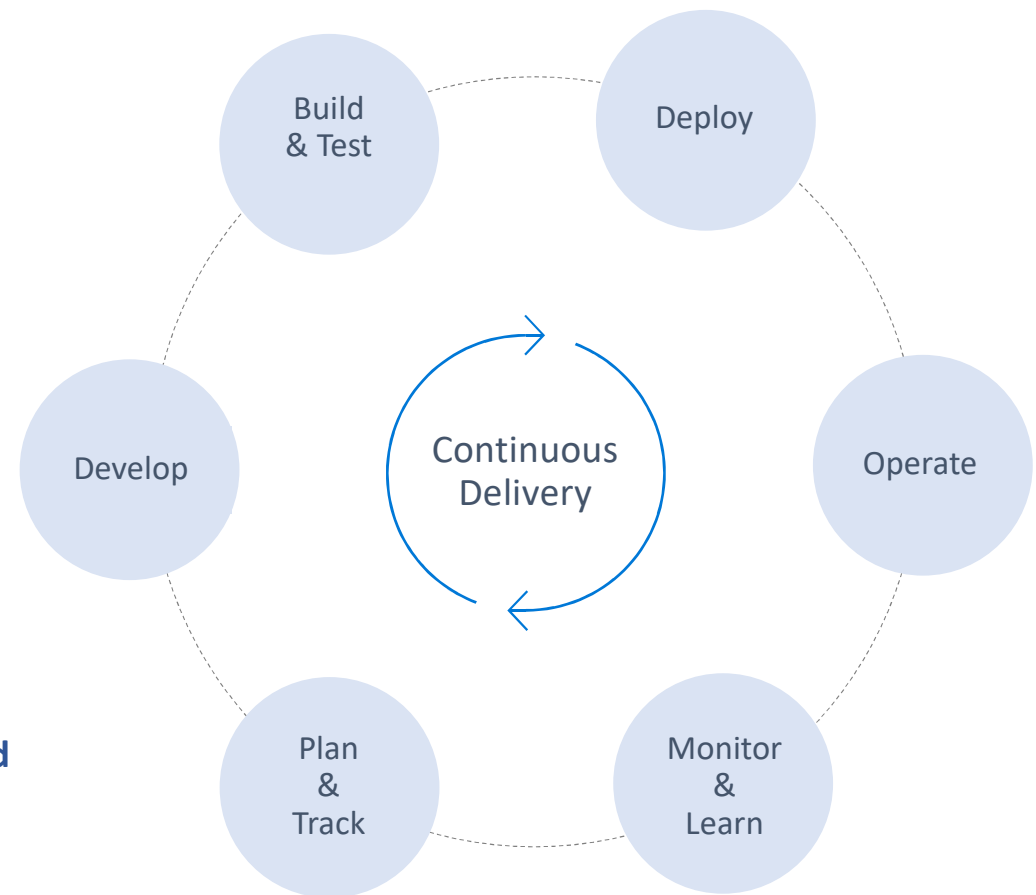 Build
& Test
Deploy
Develop
Continuous
Delivery
Operate
Plan
&
Track
Monitor
&
Learn